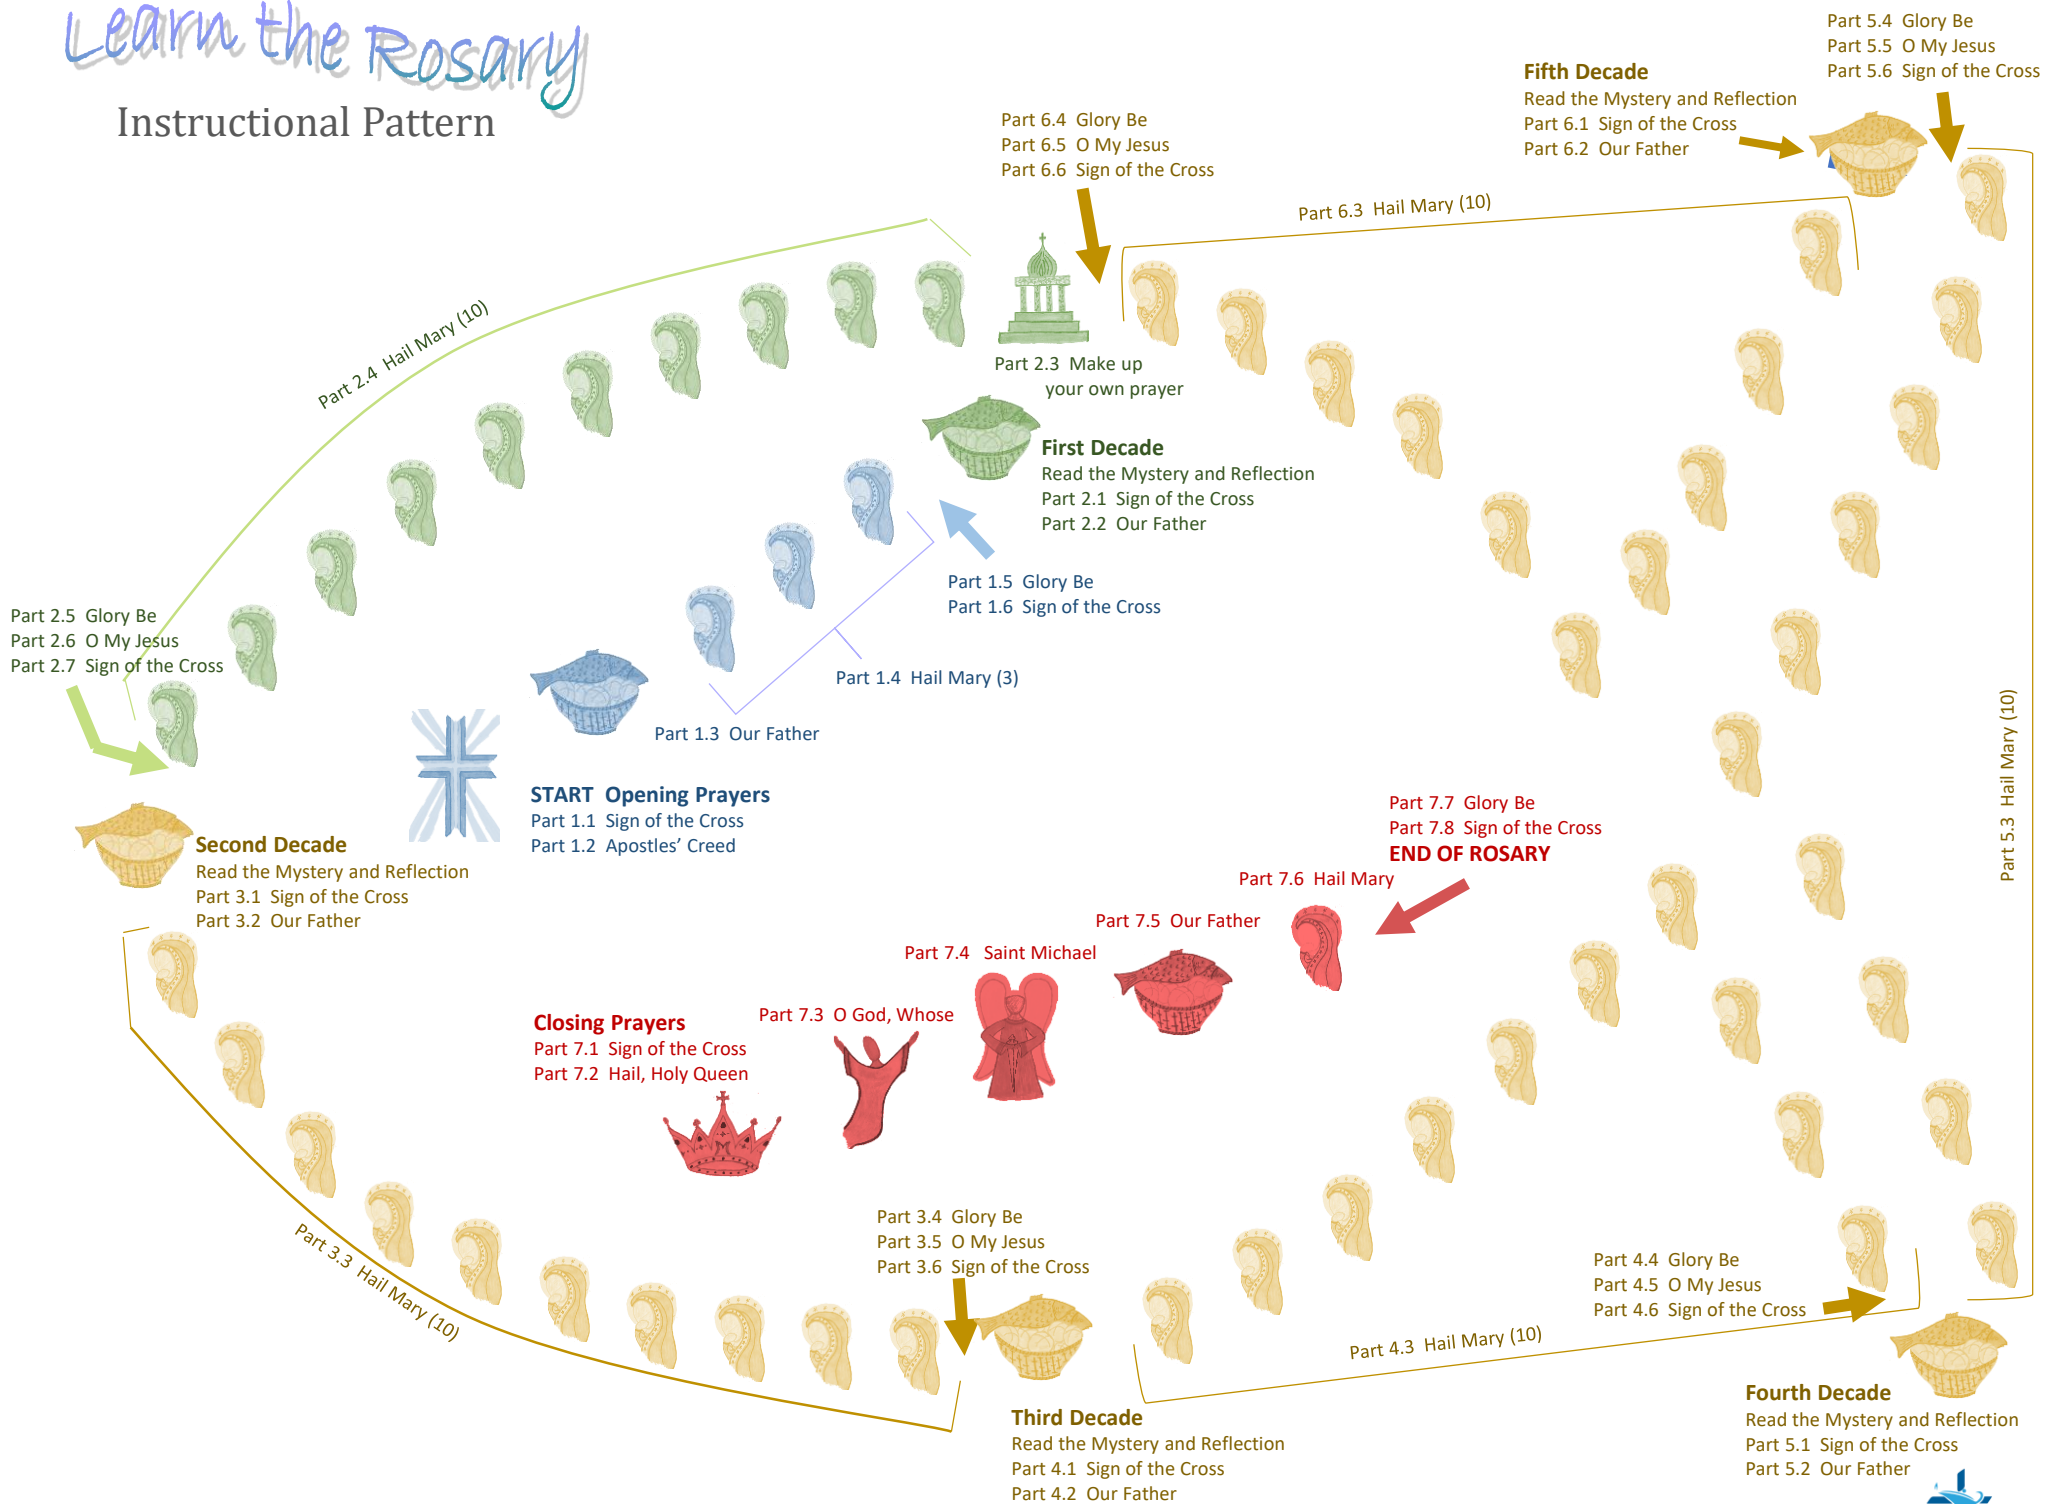 Learn the Rosary
Instructional Pattern
Part 5.4 Glory Be
Part 5.5 O My Jesus
Part 5.6 Sign of the Cross
Fifth Decade
Read the Mystery and Reflection
Part 6.1 Sign of the Cross
Part 6.2 Our Father
Part 6.4 Glory Be
Part 6.5 O My Jesus
Part 6.6 Sign of the Cross
Part 6.3 Hail Mary (10)
Part 2.4 Hail Mary (10)
Part 2.3 Make up
your own prayer
First Decade
Read the Mystery and Reflection
Part 2.1 Sign of the Cross
Part 2.2 Our Father
Part 1.5 Glory Be
Part 1.6 Sign of the Cross
Part 2.5 Glory Be
Part 2.6 O My Jesus
Part 2.7 Sign of the Cross
Part 1.4 Hail Mary (3)
Part 1.3 Our Father
START Opening Prayers
Part 1.1 Sign of the Cross
Part 1.2 Apostles’ Creed
Part 5.3 Hail Mary (10)
Second Decade
Read the Mystery and Reflection
Part 3.1 Sign of the Cross
Part 3.2 Our Father
Part 7.7 Glory Be
Part 7.8 Sign of the Cross
END OF ROSARY
Part 7.6 Hail Mary
Part 7.5 Our Father
Part 7.4 Saint Michael
Part 7.3 O God, Whose
Closing Prayers
Part 7.1 Sign of the Cross
Part 7.2 Hail, Holy Queen
Part 3.3 Hail Mary (10)
Part 3.4 Glory Be
Part 3.5 O My Jesus
Part 3.6 Sign of the Cross
Part 4.4 Glory Be
Part 4.5 O My Jesus
Part 4.6 Sign of the Cross
Part 4.3 Hail Mary (10)
Third Decade
Read the Mystery and Reflection
Part 4.1 Sign of the Cross
Part 4.2 Our Father
Fourth Decade
Read the Mystery and Reflection
Part 5.1 Sign of the Cross
Part 5.2 Our Father